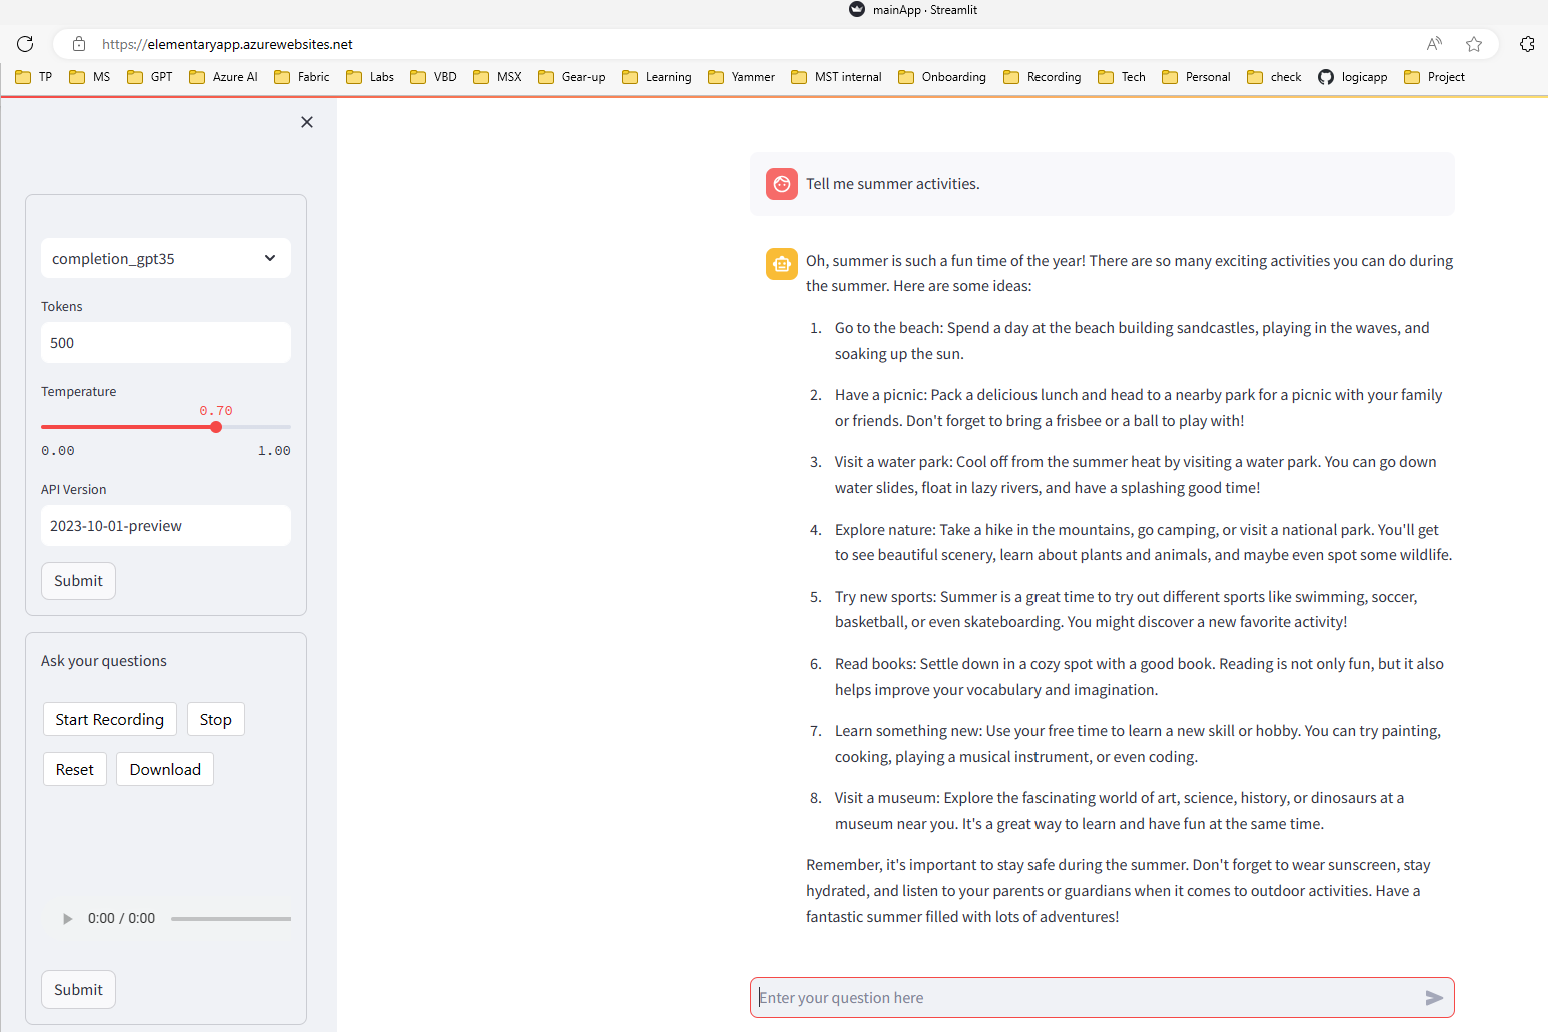 mainApp · Streamlit
https://elementaryapp.azurewebsites.net
TP MS GPT Azure AI Fabric Labs VBD MSX Gear-up Learning Yammer MST internal Onboarding Recording Tech Personal check logicapp Project
completion_gpt35
Tokens
500
Temperature
0.70
0.00 1.00
API Version
2023-10-01-preview
Submit
Ask your questions
Start Recording Stop
Reset Download
0:00 / 0:00
Submit
Tell me summer activities.
Oh, summer is such a fun time of the year! There are so many exciting activities you can do during
the summer. Here are some ideas:
1. Go to the beach: Spend a day at the beach building sandcastles, playing in the waves, and
soaking up the sun.
2. Have a picnic: Pack a delicious lunch and head to a nearby park for a picnic with your family
or friends. Don't forget to bring a frisbee or a ball to play with!
3. Visit a water park: Cool off from the summer heat by visiting a water park. You can go down
water slides, float in lazy rivers, and have a splashing good time!
4. Explore nature: Take a hike in the mountains, go camping, or visit a national park. You'll get
to see beautiful scenery, learn about plants and animals, and maybe even spot some wildlife.
5. Try new sports: Summer is a great time to try out different sports like swimming, soccer,
basketball, or even skateboarding. You might discover a new favorite activity!
6. Read books: Settle down in a cozy spot with a good book. Reading is not only fun, but it also
helps improve your vocabulary and imagination.
7. Learn something new: Use your free time to learn a new skill or hobby. You can try painting,
cooking, playing a musical instrument, or even coding.
8. Visit a museum: Explore the fascinating world of art, science, history, or dinosaurs at a
museum near you. It's a great way to learn and have fun at the same time.
Remember, it's important to stay safe during the summer. Don't forget to wear sunscreen, stay
hydrated, and listen to your parents or guardians when it comes to outdoor activities. Have a
fantastic summer filled with lots of adventures!
Enter your question here